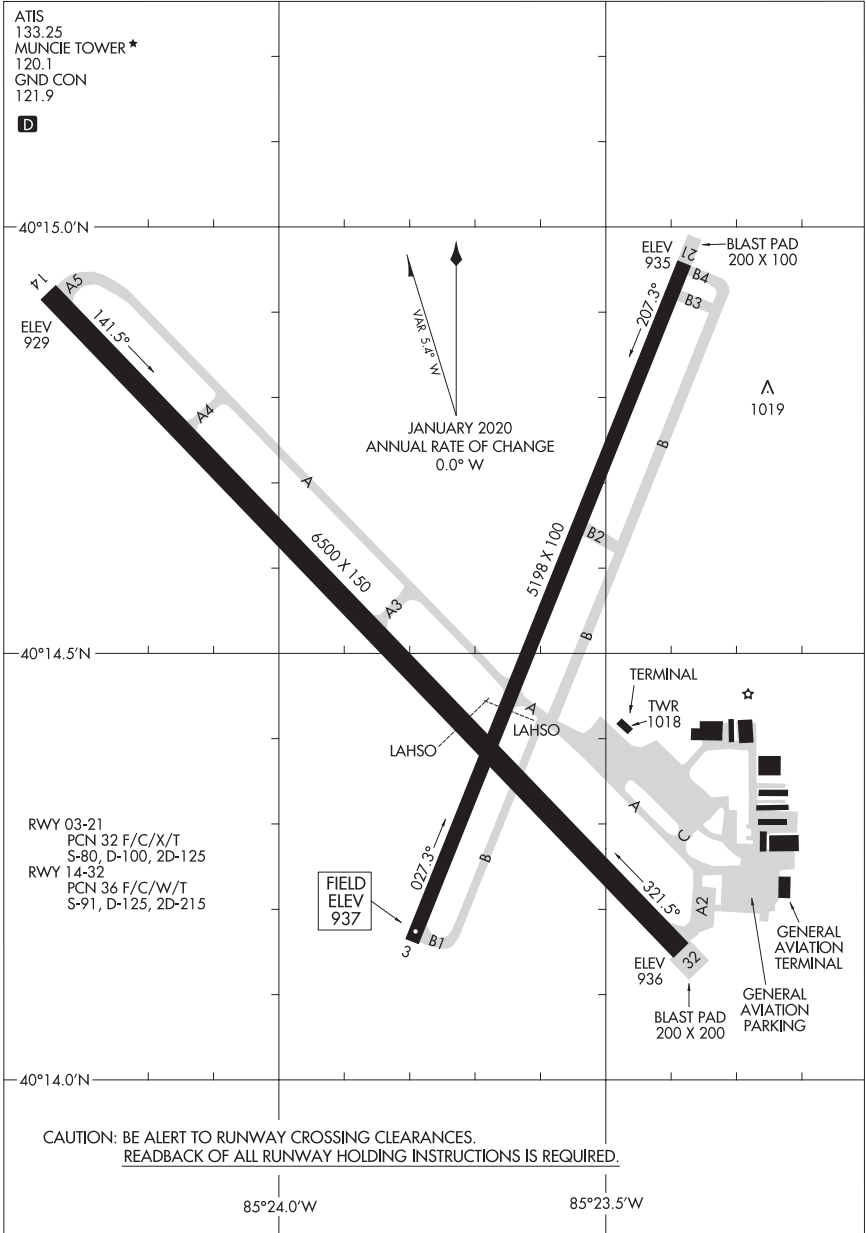 ATIS
133.25
MUNCIE TOWER ★
120.1
GND CON
121.9
D
40°15.0'N
ELEV
935
21
BLAST PAD
200 X 100
B4
B3
207.3°
14
A5
ELEV
929
141.5°
VAR 5.4° W
JANUARY 2020
ANNUAL RATE OF CHANGE
0.0° W
1019
A4
A
B
6500 X 150
5198 X 100
B2
A3
B
40°14.5'N
TERMINAL
TWR
1018
A
LAHSO
LAHSO
A
C
RWY 03-21
PCN 32 F/C/X/T
S-80, D-100, 2D-125
RWY 14-32
PCN 36 F/C/W/T
S-91, D-125, 2D-215
027.3°
B
FIELD
ELEV
937
321.5°
A2
B1
3
ELEV
936
32
GENERAL
AVIATION
TERMINAL
GENERAL
AVIATION
PARKING
BLAST PAD
200 X 200
40°14.0'N
CAUTION: BE ALERT TO RUNWAY CROSSING CLEARANCES.
READBACK OF ALL RUNWAY HOLDING INSTRUCTIONS IS REQUIRED.
85°24.0'W
85°23.5'W